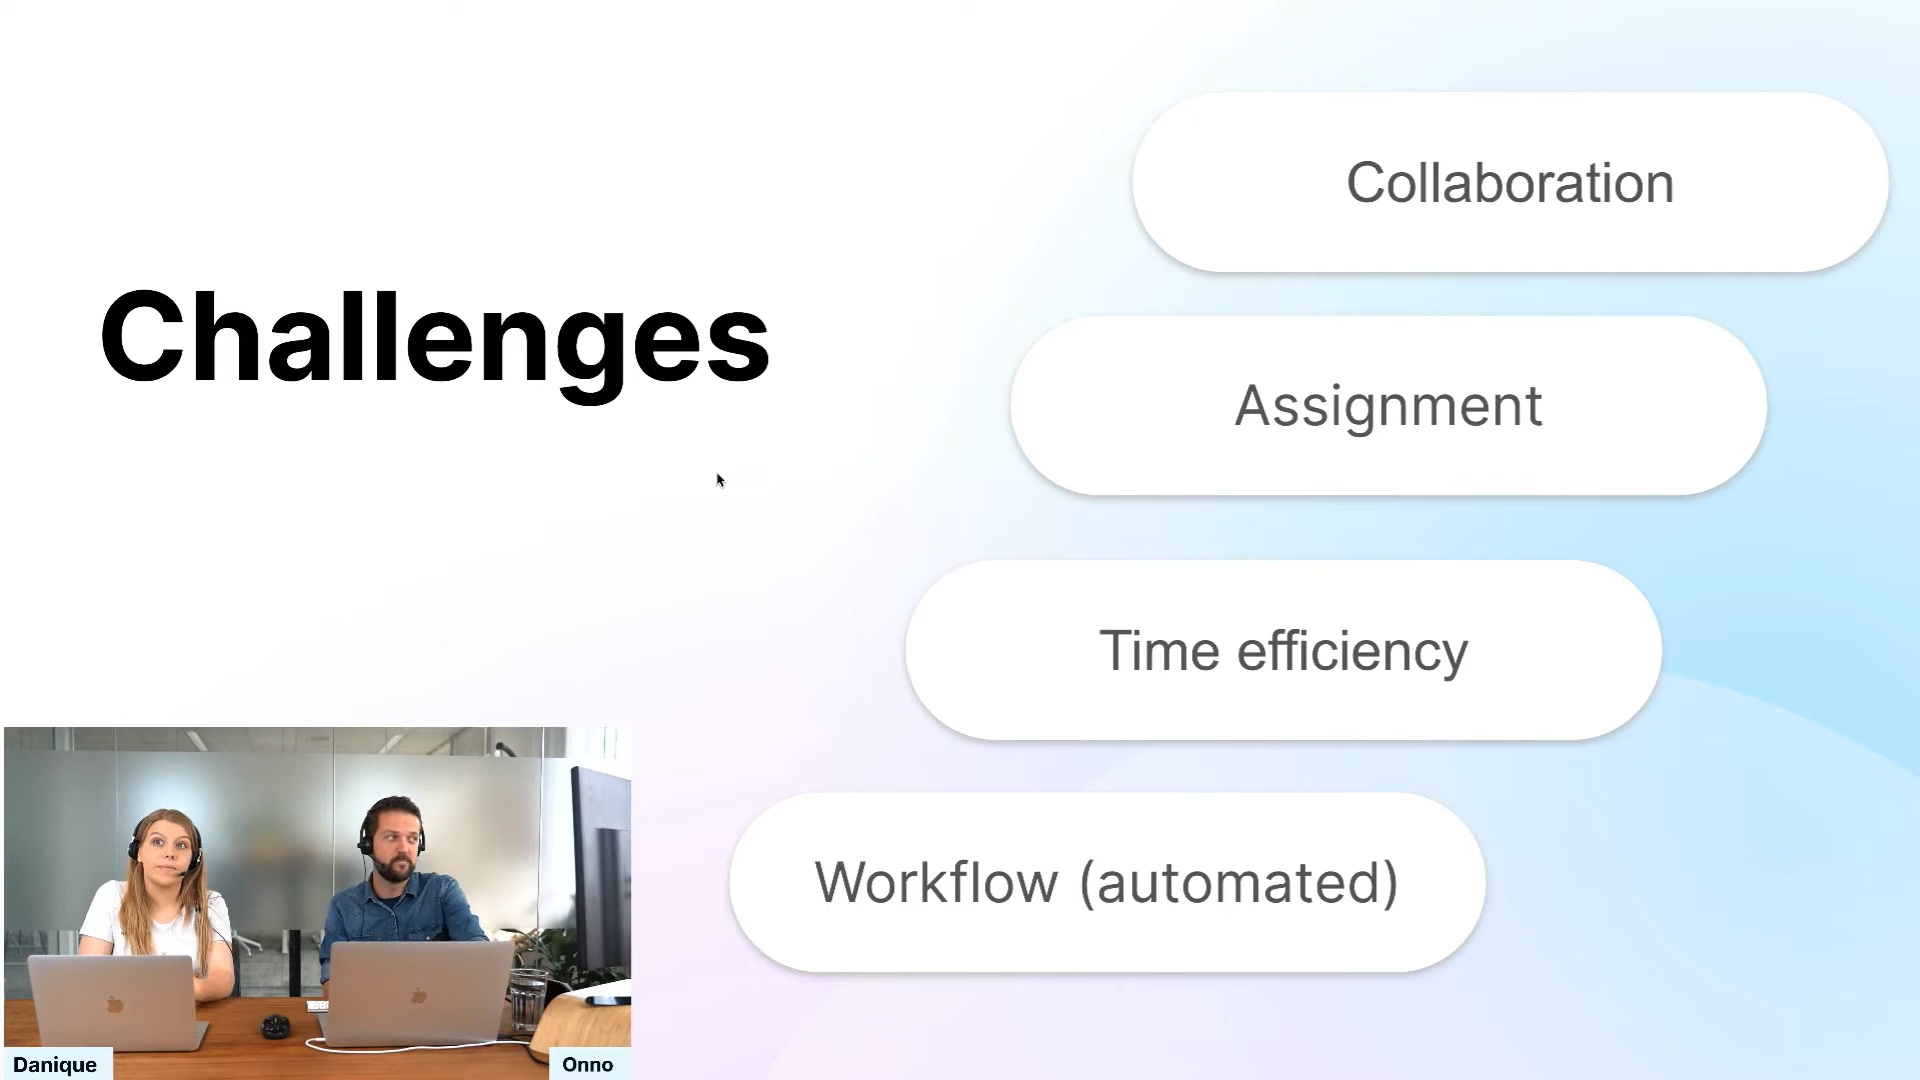 Challenges
Collaboration
Assignment
Time efficiency
Workflow (automated)
Danique
Onno